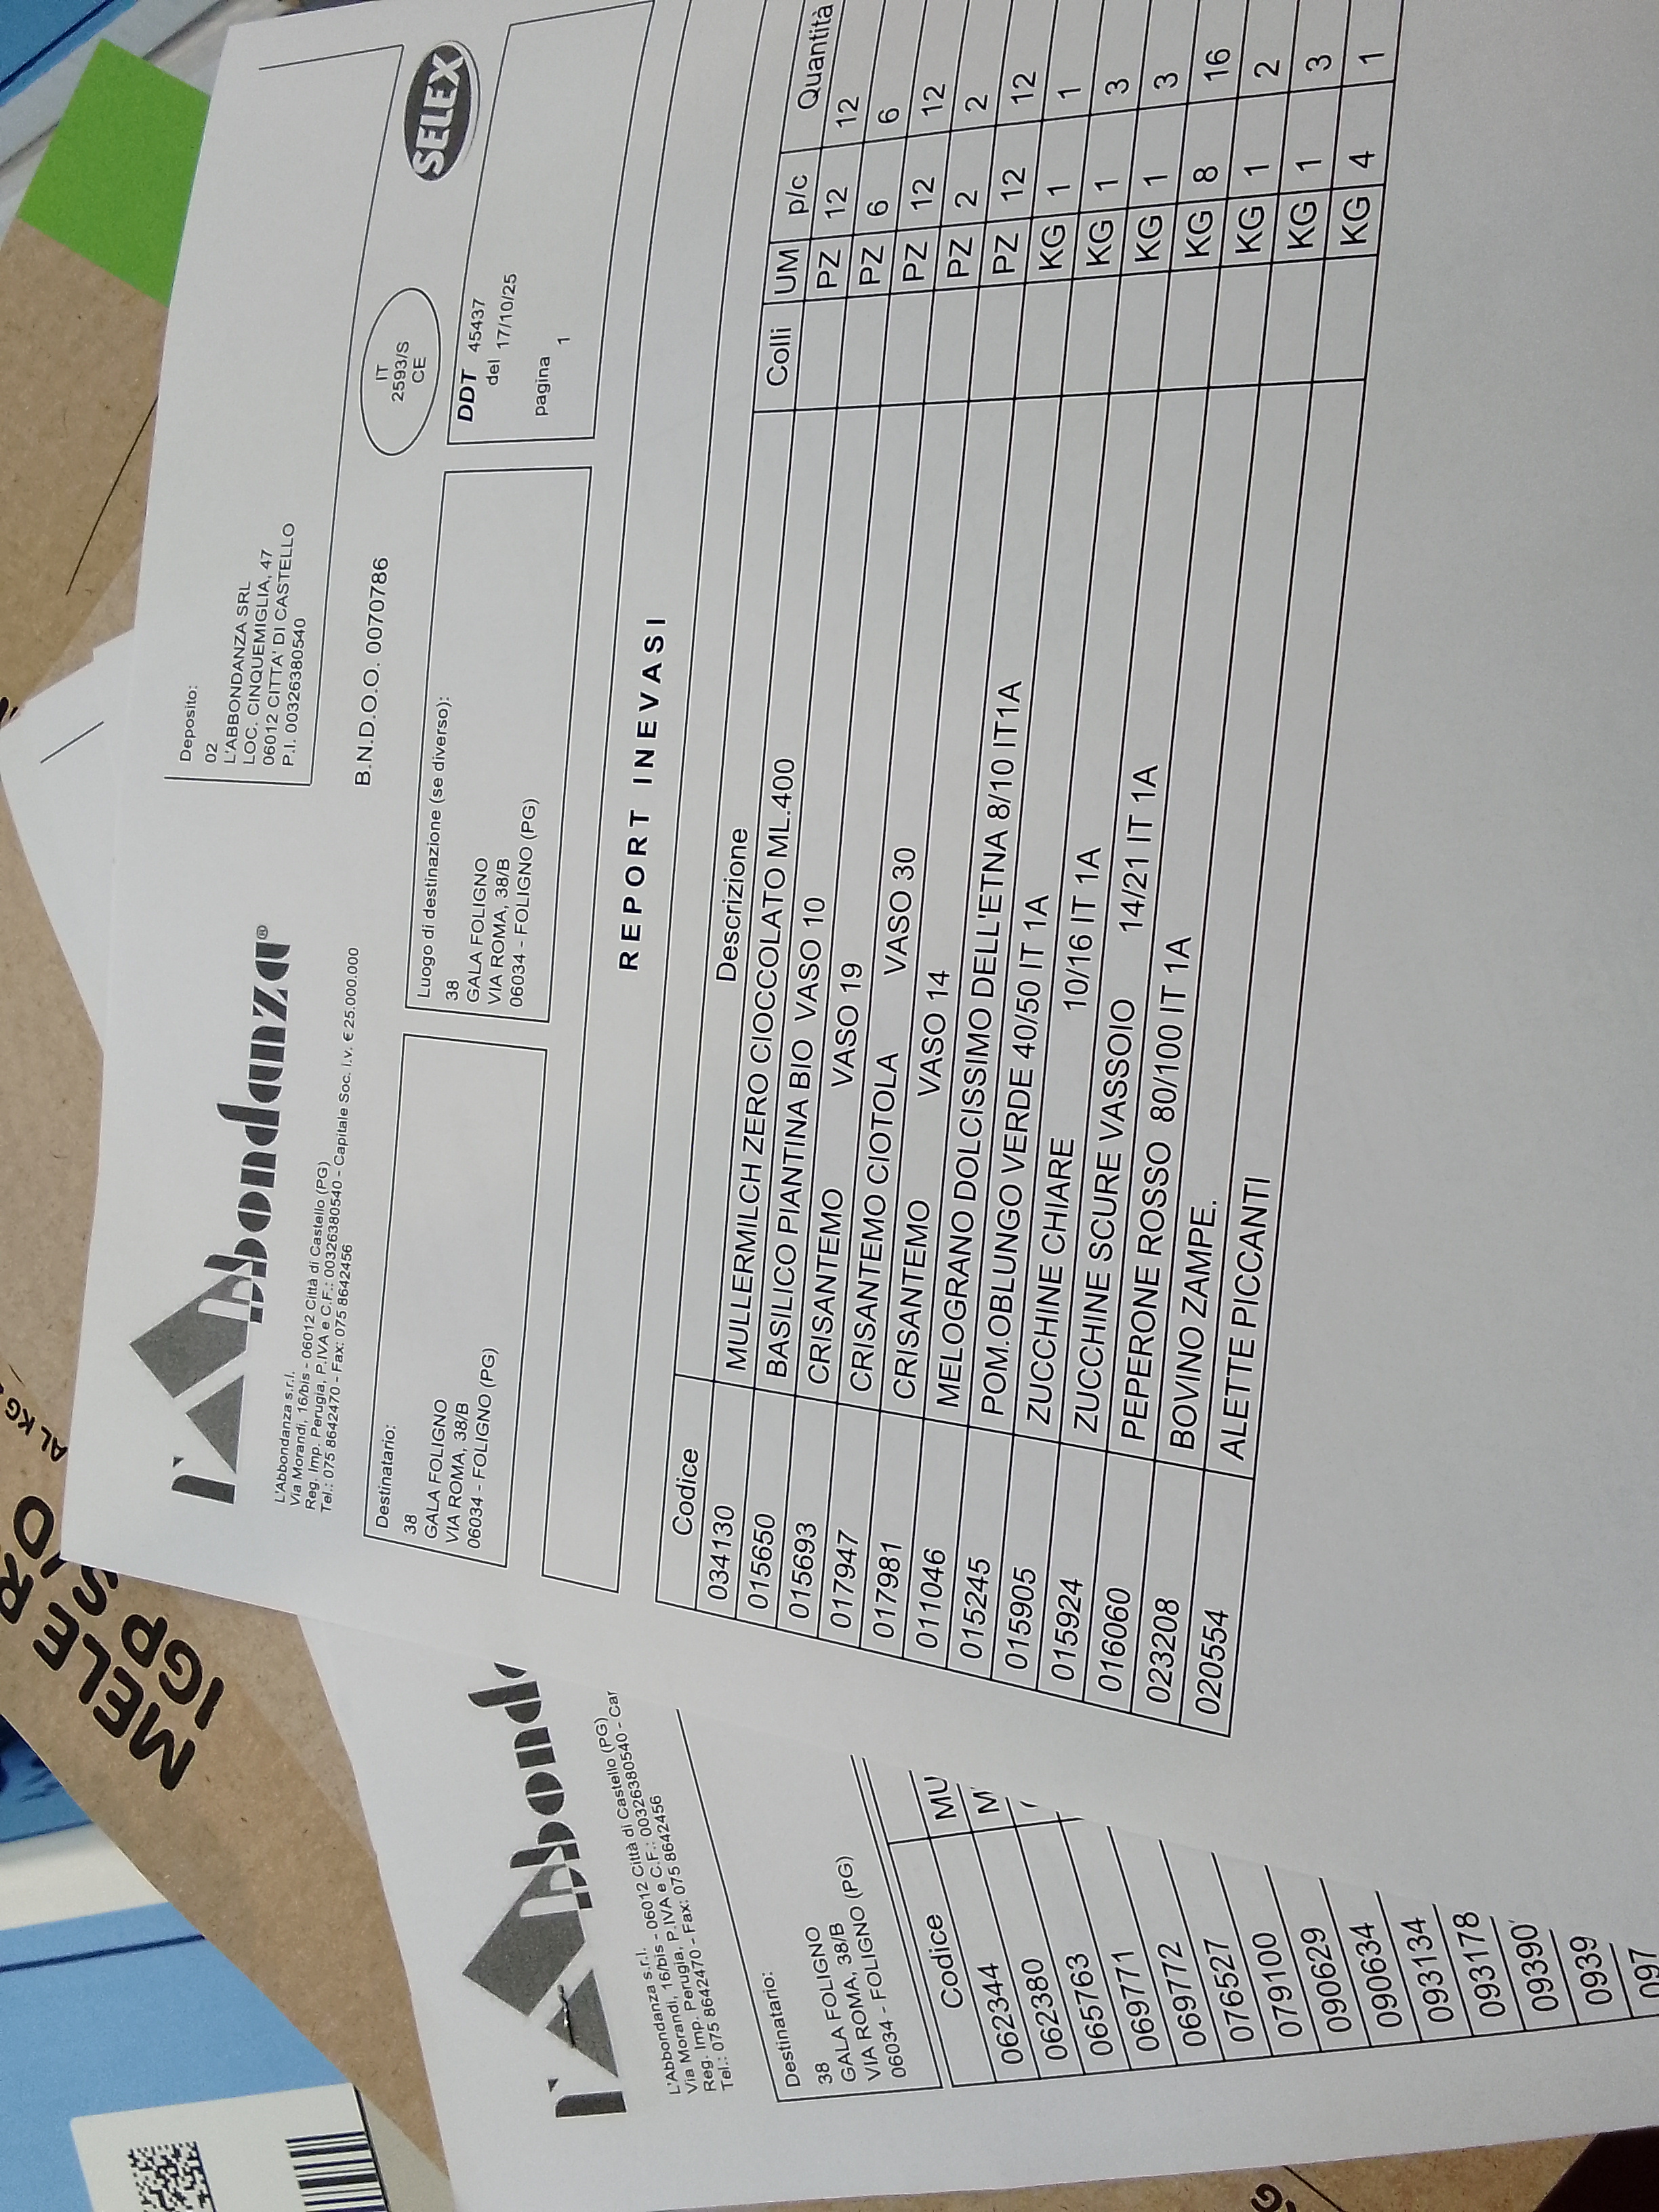 l'Abbondanza®
L'Abbondanza s.r.l.
Via Morandi, 16/bis - 06012 Città di Castello (PG)
Reg. Imp. Perugia, P.IVA e C.F.: 00326380540 - Capitale Soc. i.v. € 25.000.000
Tel.: 075 8642470 - Fax: 075 8642456
Deposito:
02
L'ABBONDANZA SRL
LOC. CINQUEMIGLIA, 47
06012 CITTA' DI CASTELLO
P.I. 00326380540
B.N.D.O.O. 0070786
IT
2593/S
CE
SELEX
Destinatario:
38
GALA FOLIGNO
VIA ROMA, 38/B
06034 - FOLIGNO (PG)
Luogo di destinazione (se diverso):
38
GALA FOLIGNO
VIA ROMA, 38/B
06034 - FOLIGNO (PG)
DDT 45437
del 17/10/25
pagina 1
REPORT INEVASI
Codice Descrizione Colli UM p/c Quantità
034130 MULLERMILCH ZERO CIOCCOLATO ML.400 PZ 12 12
015650 BASILICO PIANTINA BIO VASO 10 PZ 6 6
015693 CRISANTEMO VASO 19 PZ 12 12
017947 CRISANTEMO CIOTOLA VASO 30 PZ 2 2
017981 CRISANTEMO VASO 14 PZ 12 12
011046 MELOGRANO DOLCISSIMO DELL'ETNA 8/10 IT1A KG 1 1
015245 POM.OBLUNGO VERDE 40/50 IT 1A KG 1 3
015905 ZUCCHINE CHIARE 10/16 IT 1A KG 1 3
015924 ZUCCHINE SCURE VASSOIO 14/21 IT 1A KG 8 16
016060 PEPERONE ROSSO 80/100 IT 1A KG 1 2
023208 BOVINO ZAMPE. KG 1 3
020554 ALETTE PICCANTI KG 4 1
l'Abbonda
L'Abbondanza s.r.l.
Via Morandi, 16/bis - 06012 Città di Castello (PG)
Reg. Imp. Perugia, P.IVA e C.F.: 00326380540 - Car
Tel.: 075 8642470 - Fax: 075 8642456
Destinatario:
38
GALA FOLIGNO
VIA ROMA, 38/B
06034 - FOLIGNO (PG)
Codice
062344 MU
062380 M
065763
069771
069772
076527
079100
090629
090634
093134
093178
09390
0939
097
MELE R
IGP
AL KG